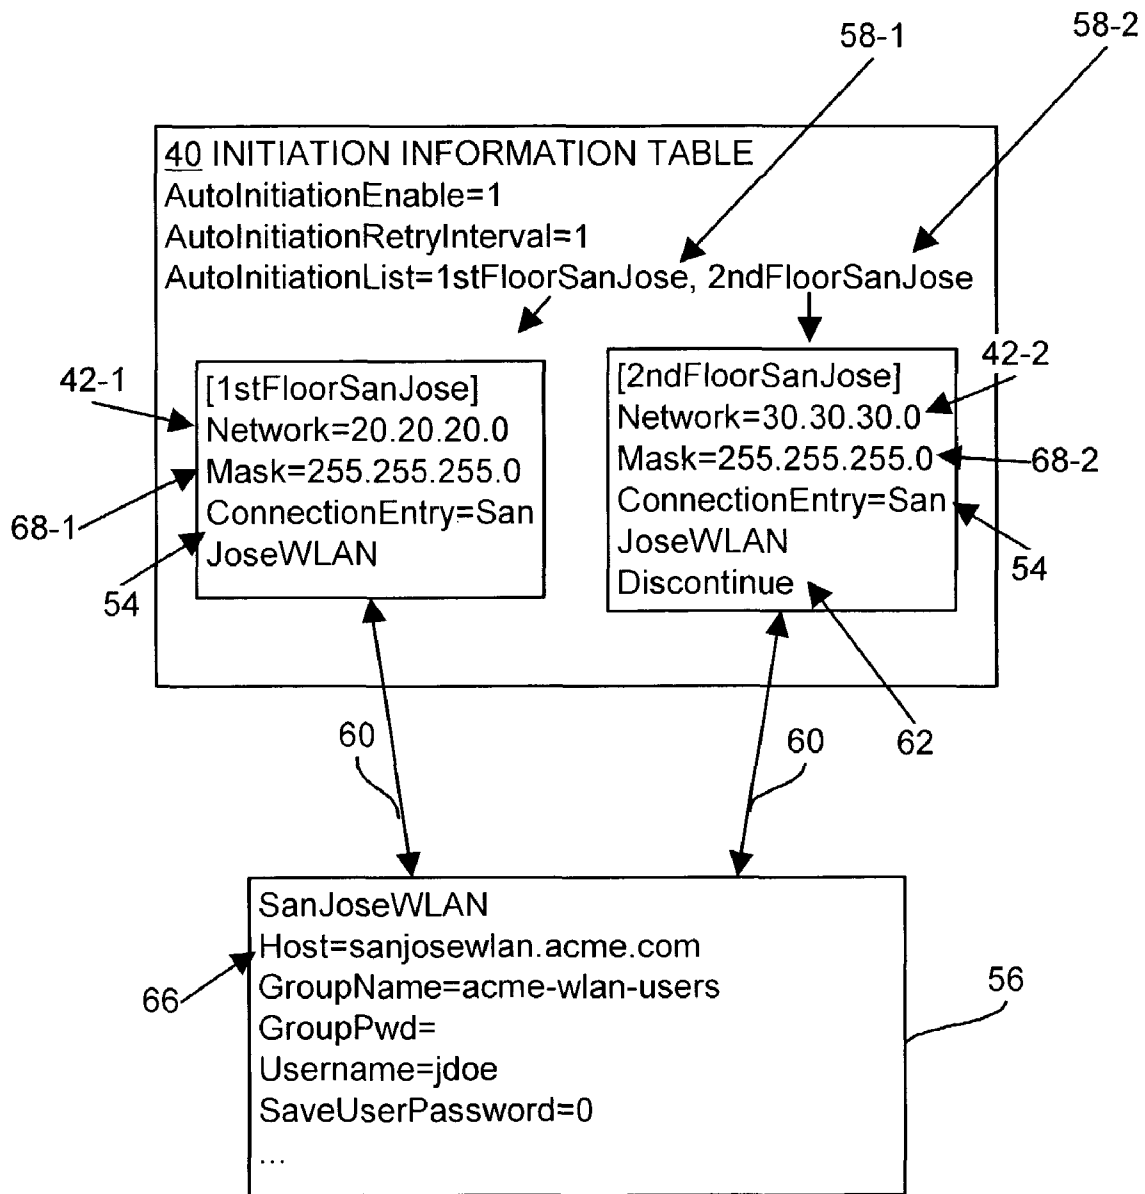 58-1
58-2
40 INITIATION INFORMATION TABLE
AutoInitiationEnable=1
AutoInitiationRetryInterval=1
AutoInitiationList=1stFloorSanJose, 2ndFloorSanJose
42-1
[1stFloorSanJose]
Network=20.20.20.0
Mask=255.255.255.0
ConnectionEntry=San
JoseWLAN
68-1
54
[2ndFloorSanJose]
Network=30.30.30.0
Mask=255.255.255.0
ConnectionEntry=San
JoseWLAN
Discontinue
42-2
68-2
54
60
60
62
SanJoseWLAN
Host=sanjosewlan.acme.com
GroupName=acme-wlan-users
GroupPwd=
Username=jdoe
SaveUserPassword=0
...
66
56